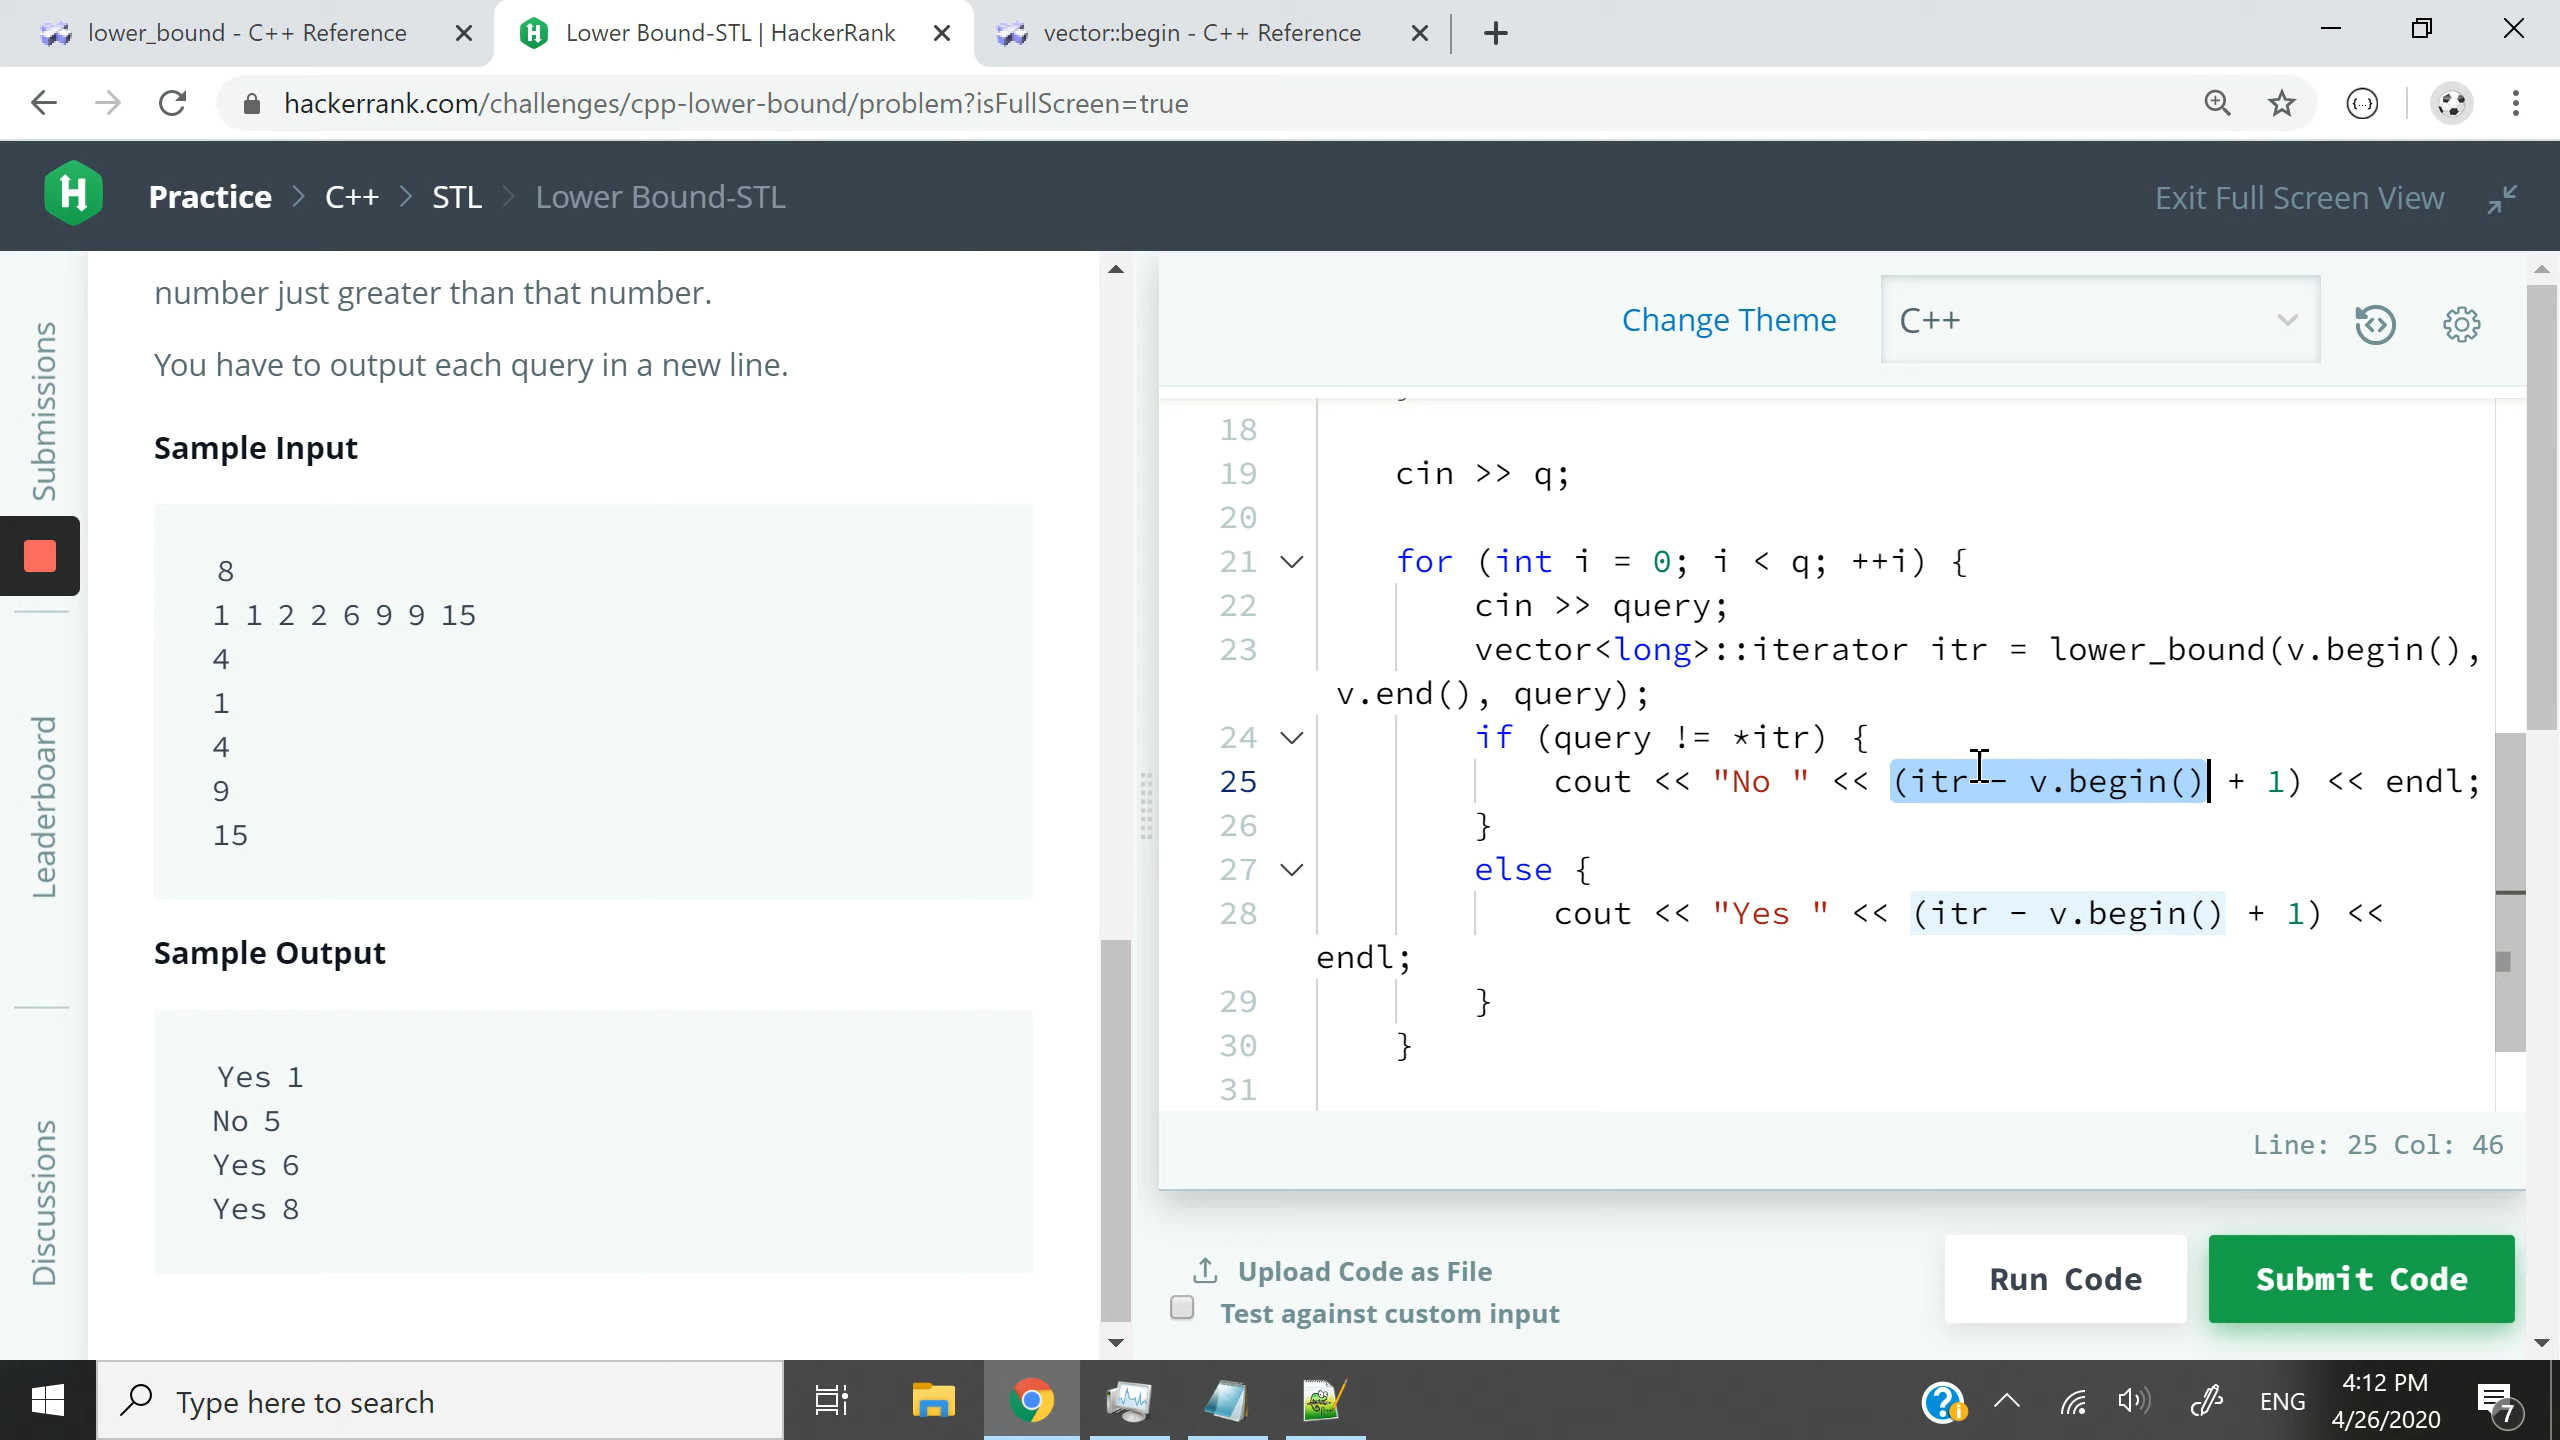 lower_bound - C++ Reference
Lower Bound-STL | HackerRank
vector::begin - C++ Reference
hackerrank.com/challenges/cpp-lower-bound/problem?isFullScreen=true
H
Practice > C++ > STL > Lower Bound-STL
Exit Full Screen View
Submissions
Leaderboard
Discussions
number just greater than that number.
You have to output each query in a new line.
Sample Input
8
1 1 2 2 6 9 9 15
4
1
4
9
15
Sample Output
Yes 1
No 5
Yes 6
Yes 8
Change Theme
C++
18
19 cin >> q;
20
21 for (int i = 0; i < q; ++i) {
22 cin >> query;
23 vector<long>::iterator itr = lower_bound(v.begin(),
v.end(), query);
24 if (query != *itr) {
25 cout << "No " << (itr - v.begin() + 1) << endl;
26 }
27 else {
28 cout << "Yes " << (itr - v.begin() + 1) <<
endl;
29 }
30 }
31
Line: 25 Col: 46
Upload Code as File
Test against custom input
Run Code
Submit Code
Type here to search
ENG
4:12 PM
4/26/2020
7